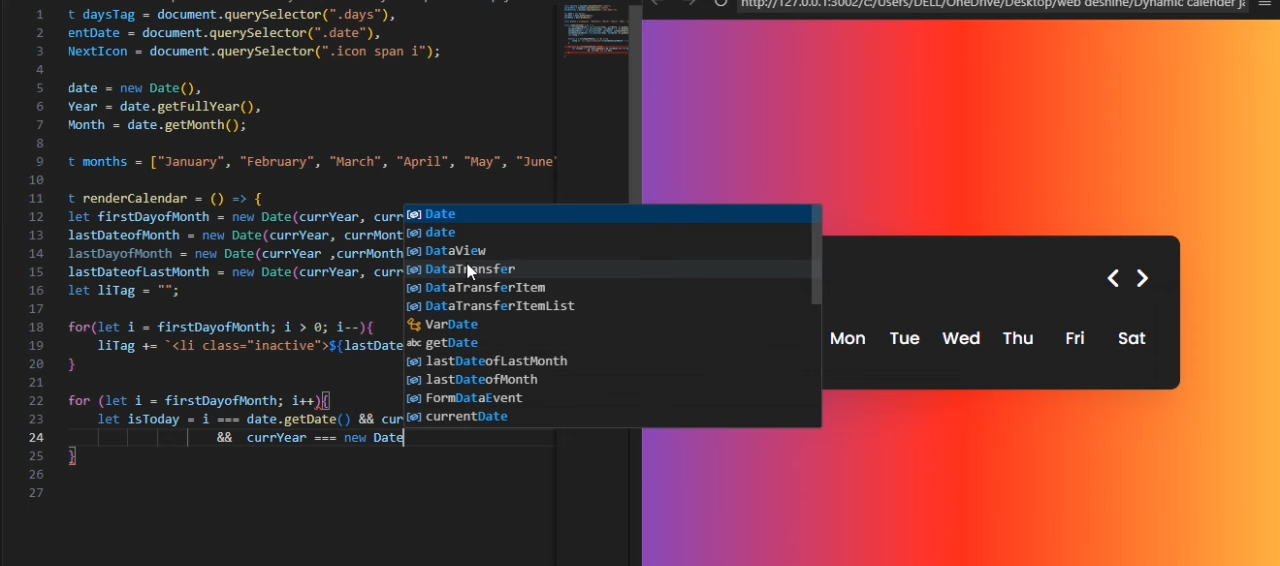 http://127.0.0.1:3002/c:/Users/DELL/OneDrive/Desktop/web deshine/Dynamic calender ja
1 t daysTag = document.querySelector(".days"),
2 entDate = document.querySelector(".date"),
3 NextIcon = document.querySelector(".icon span i");
4
5 date = new Date(),
6 Year = date.getFullYear(),
7 Month = date.getMonth();
8
9 t months = ["January", "February", "March", "April", "May", "June"
10
11 t renderCalendar = () => {
12 let firstDayofMonth = new Date(currYear, curr
13 lastDateofMonth = new Date(currYear, currMont
14 lastDayofMonth = new Date(currYear ,currMonth
15 lastDateofLastMonth = new Date(currYear, curr
16 let liTag = "";
17
18 for(let i = firstDayofMonth; i > 0; i--){
19 liTag += `<li class="inactive">${lastDate
20 }
21
22 for (let i = firstDayofMonth; i++){
23 let isToday = i === date.getDate() && cur
24 && currYear === new Date
25 }
26
27
Date
date
DataView
DataTransfer
DataTransferItem
DataTransferItemList
VarDate
abc getDate
lastDateofLastMonth
lastDateofMonth
FormDataEvent
currentDate
Mon Tue Wed Thu Fri Sat